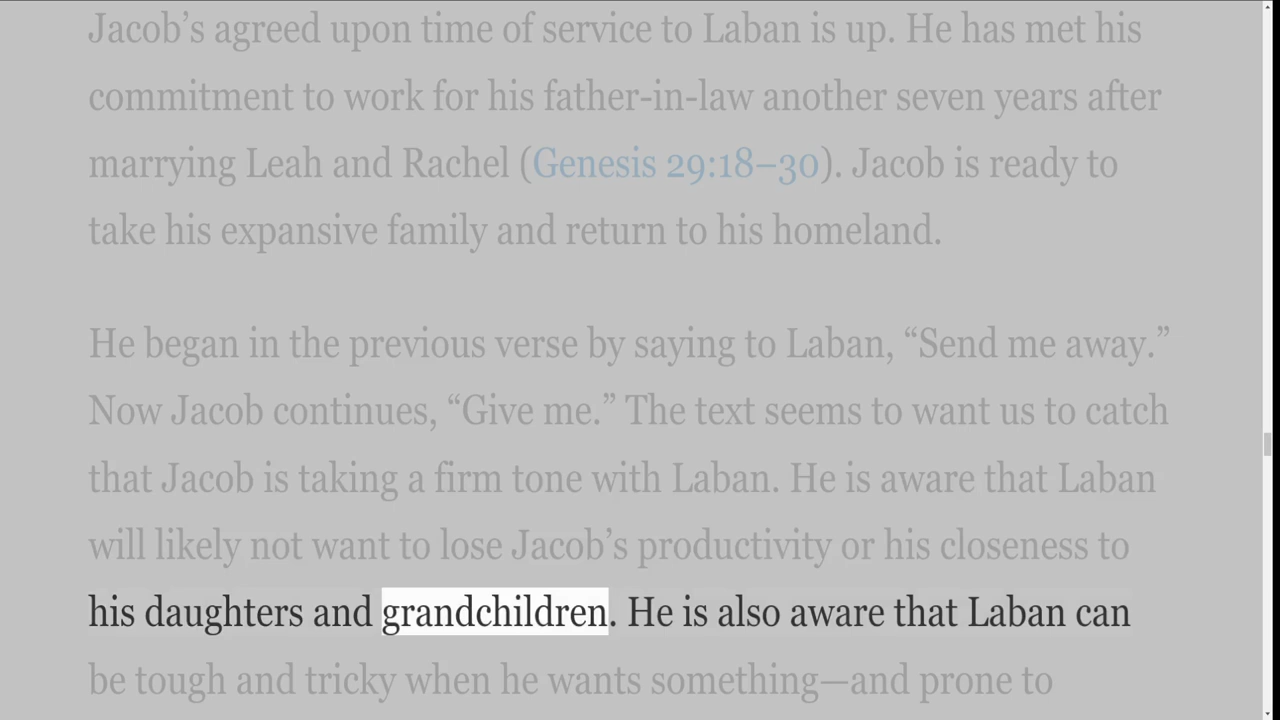 Jacob’s agreed upon time of service to Laban is up. He has met his
commitment to work for his father-in-law another seven years after
marrying Leah and Rachel (Genesis 29:18–30). Jacob is ready to
take his expansive family and return to his homeland.
He began in the previous verse by saying to Laban, “Send me away.”
Now Jacob continues, “Give me.” The text seems to want us to catch
that Jacob is taking a firm tone with Laban. He is aware that Laban
will likely not want to lose Jacob’s productivity or his closeness to
his daughters and grandchildren. He is also aware that Laban can
be tough and tricky when he wants something—and prone to